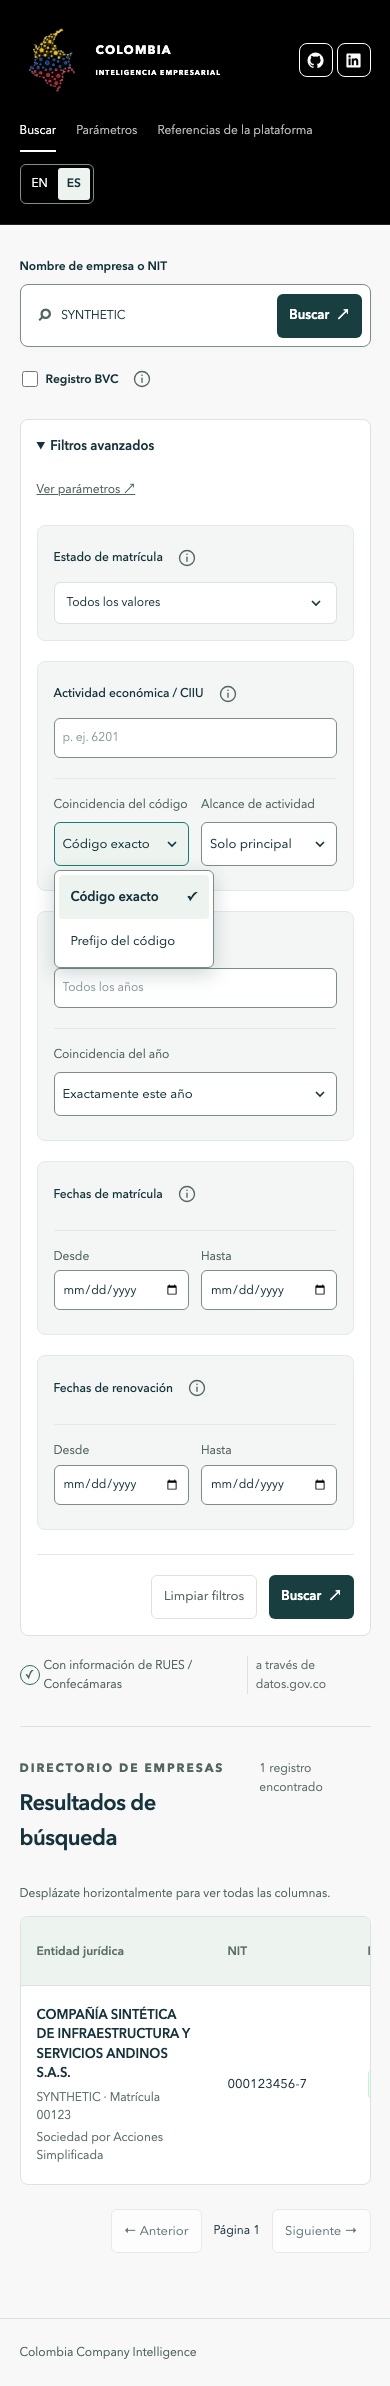 COLOMBIA
INTELIGENCIA EMPRESARIAL
Buscar Parámetros Referencias de la plataforma
EN ES
Nombre de empresa o NIT
SYNTHETIC Buscar ↗
Registro BVC
▼ Filtros avanzados
Ver parámetros ↗
Estado de matrícula
Todos los valores
Actividad económica / CIIU
p. ej. 6201
Coincidencia del código Alcance de actividad
Código exacto Solo principal
Código exacto ✓
Prefijo del código
Todos los años
Coincidencia del año
Exactamente este año
Fechas de matrícula
Desde Hasta
mm/dd/yyyy mm/dd/yyyy
Fechas de renovación
Desde Hasta
mm/dd/yyyy mm/dd/yyyy
Limpiar filtros Buscar ↗
Con información de RUES /
Confecámaras
a través de
datos.gov.co
DIRECTORIO DE EMPRESAS
1 registro
encontrado
Resultados de
búsqueda
Desplázate horizontalmente para ver todas las columnas.
Entidad jurídica NIT
COMPAÑÍA SINTÉTICA
DE INFRAESTRUCTURA Y
SERVICIOS ANDINOS
S.A.S.
000123456-7
SYNTHETIC · Matrícula
00123
Sociedad por Acciones
Simplificada
← Anterior Página 1 Siguiente →
Colombia Company Intelligence